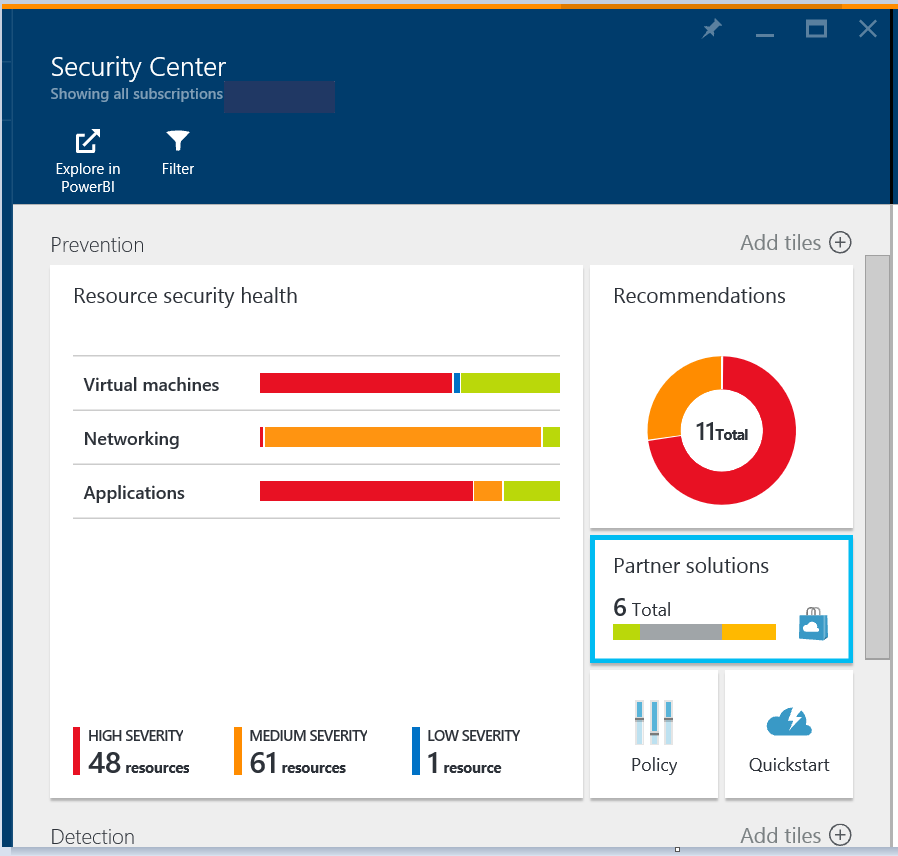 Security Center
Showing all subscriptions
Explore in
PowerBI
Filter
Prevention
Add tiles
Resource security health
Virtual machines
Networking
Applications
HIGH SEVERITY
48 resources
MEDIUM SEVERITY
61 resources
LOW SEVERITY
1 resource
Recommendations
11 Total
Partner solutions
6 Total
Policy
Quickstart
Detection
Add tiles